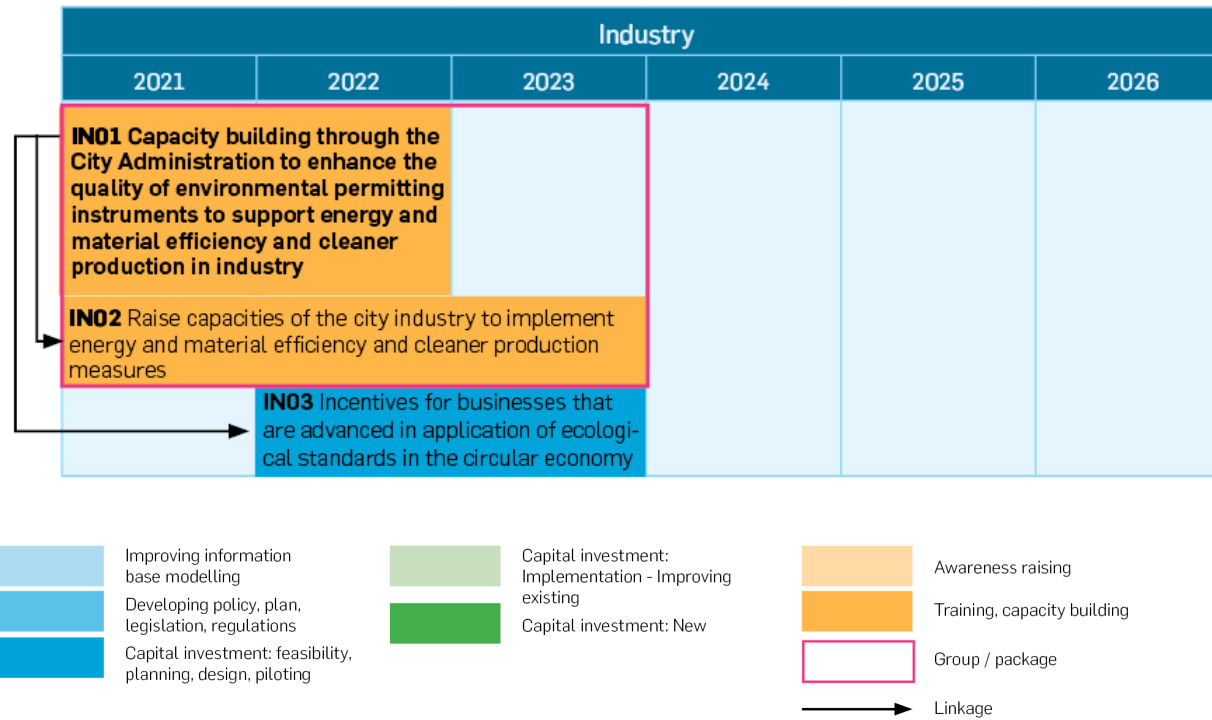 Industry
2021 2022 2023 2024 2025 2026
IN01 Capacity building through the
City Administration to enhance the
quality of environmental permitting
instruments to support energy and
material efficiency and cleaner
production in industry
IN02 Raise capacities of the city industry to implement
energy and material efficiency and cleaner production
measures
IN03 Incentives for businesses that
are advanced in application of ecologi-
cal standards in the circular economy
Improving information
base modelling
Developing policy, plan,
legislation, regulations
Capital investment: feasibility,
planning, design, piloting
Capital investment:
Implementation - Improving
existing
Capital investment: New
Awareness raising
Training, capacity building
Group / package
Linkage